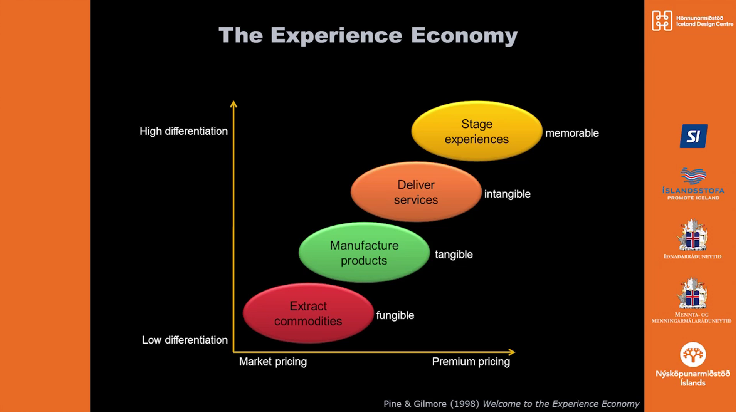 The Experience Economy
High differentiation
Stage
experiences
memorable
Deliver
services
intangible
Manufacture
products
tangible
Extract
commodities
fungible
Low differentiation
Market pricing
Premium pricing
Pine & Gilmore (1998) Welcome to the Experience Economy
Hönnunarmiðstöð
Iceland Design Centre
SI
ÍSLANDSSTOFA
PROMOTE ICELAND
IÐNAÐARRÁÐUNEYTIÐ
MENNTA- OG
MENNINGARMÁLARÁÐUNEYTIÐ
Nýsköpunarmiðstöð
Íslands